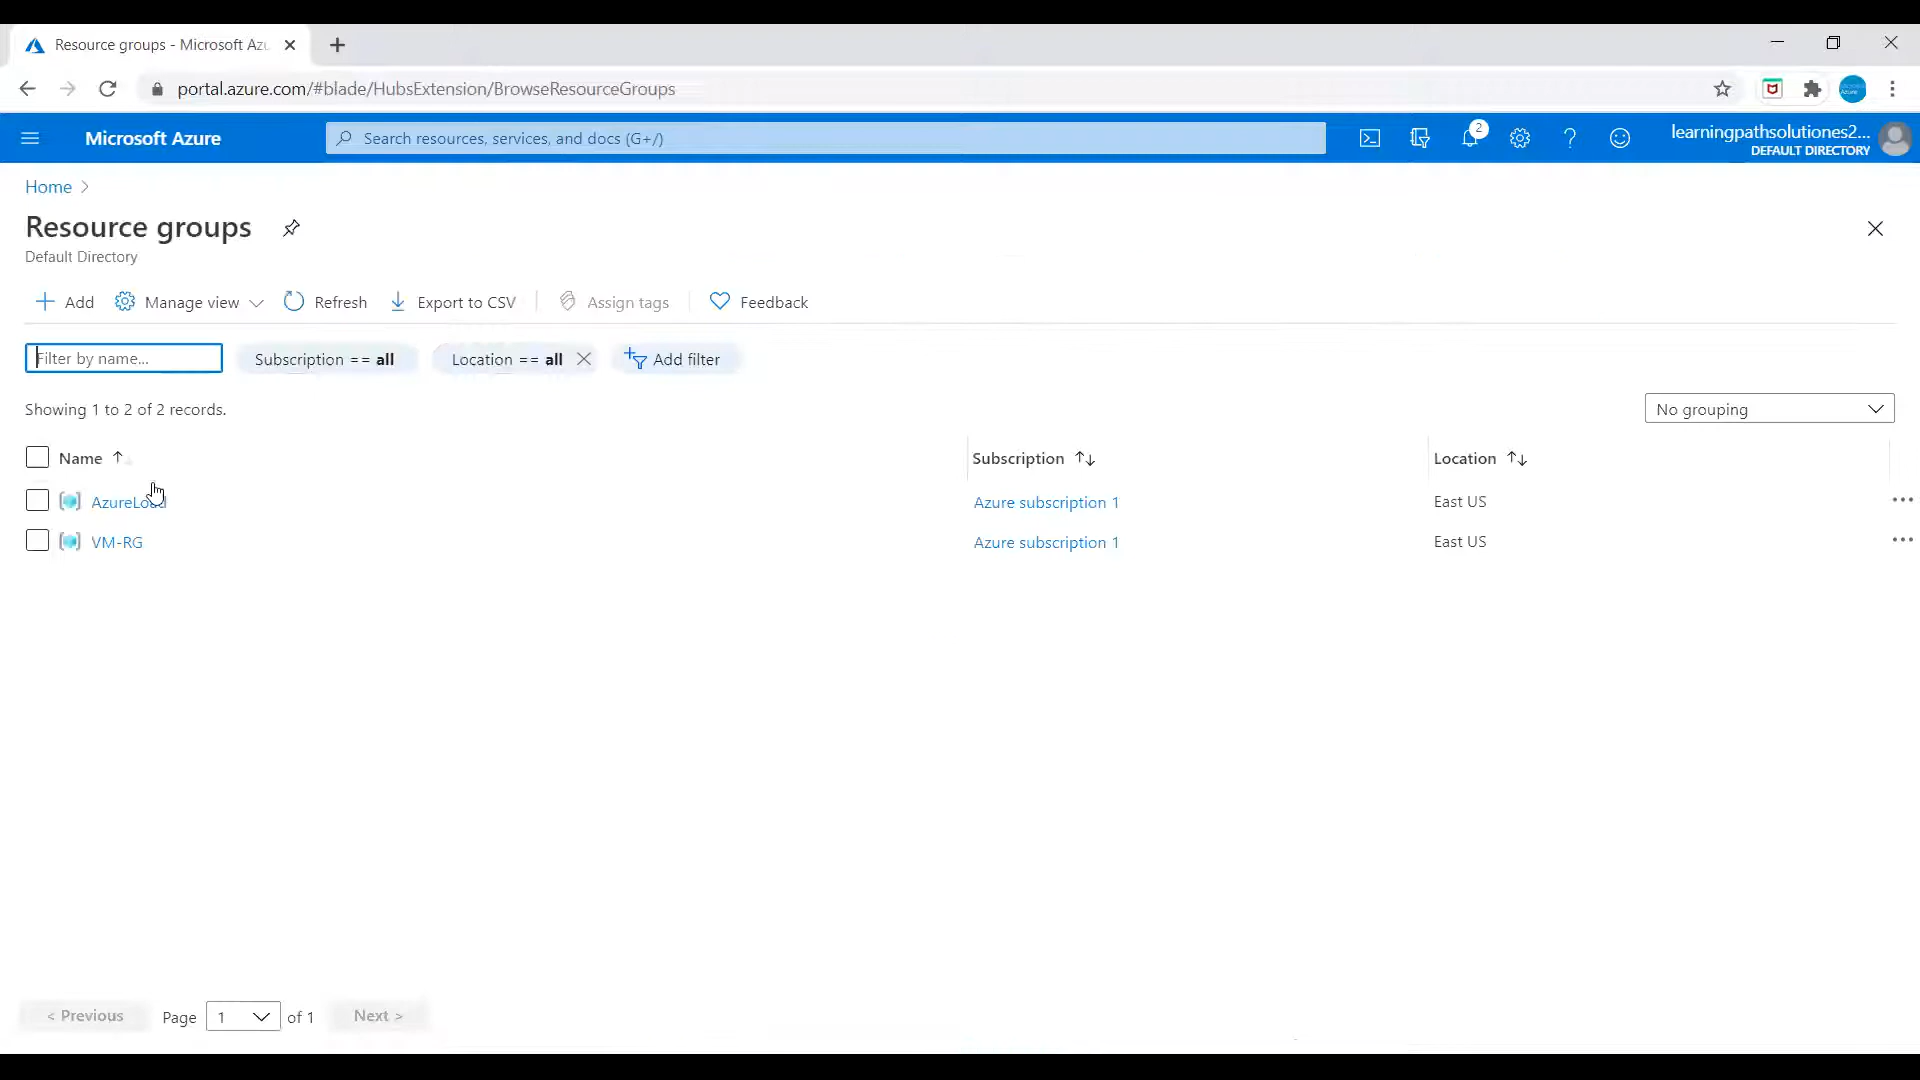 Resource groups - Microsoft Azu
portal.azure.com/#blade/HubsExtension/BrowseResourceGroups
Microsoft Azure
Search resources, services, and docs (G+/)
2
learningpathsolutiones2...
DEFAULT DIRECTORY
Home
Resource groups
Default Directory
Add
Manage view
Refresh
Export to CSV
Assign tags
Feedback
Filter by name...
Subscription == all
Location == all
Add filter
Showing 1 to 2 of 2 records.
No grouping
Name
Subscription
Location
AzureLoad
Azure subscription 1
East US
VM-RG
Azure subscription 1
East US
< Previous
Page
1
of 1
Next >